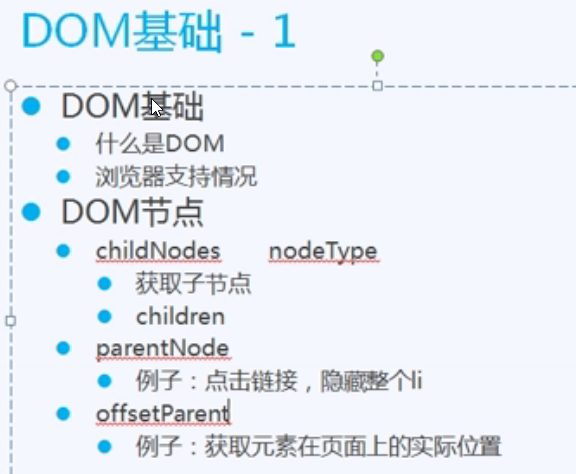 DOM基础 - 1
DOM基础
什么是DOM
浏览器支持情况
DOM节点
childNodes nodeType
获取子节点
children
parentNode
例子：点击链接，隐藏整个li
offsetParent
例子：获取元素在页面上的实际位置